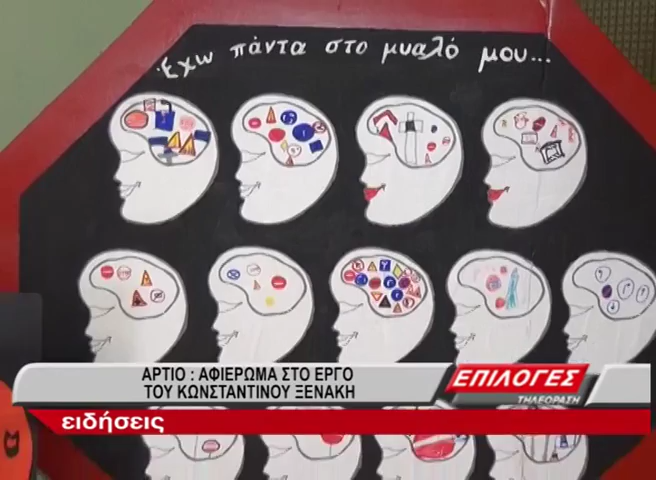 Έχω πάντα στο μυαλό μου...
ΑΡΤΙΟ : ΑΦΙΕΡΩΜΑ ΣΤΟ ΕΡΓΟ
ΤΟΥ ΚΩΝΣΤΑΝΤΙΝΟΥ ΞΕΝΑΚΗ
ΕΠΙΛΟΓΕΣ
ΤΗΛΕΟΡΑΣΗ
ειδήσεις